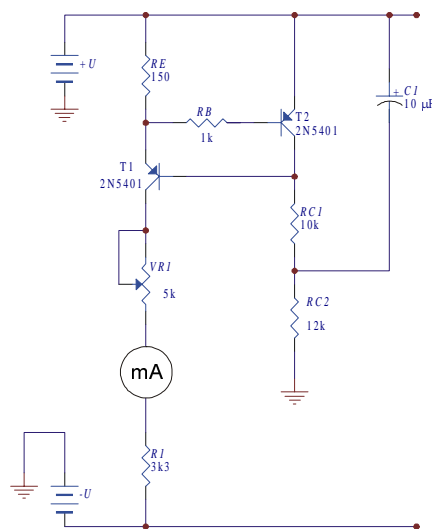 +U
RE
150
C1
10 µF
RB
1k
T2
2N5401
T1
2N5401
RC1
10k
VR1
5k
RC2
12k
mA
R1
3k3
-U